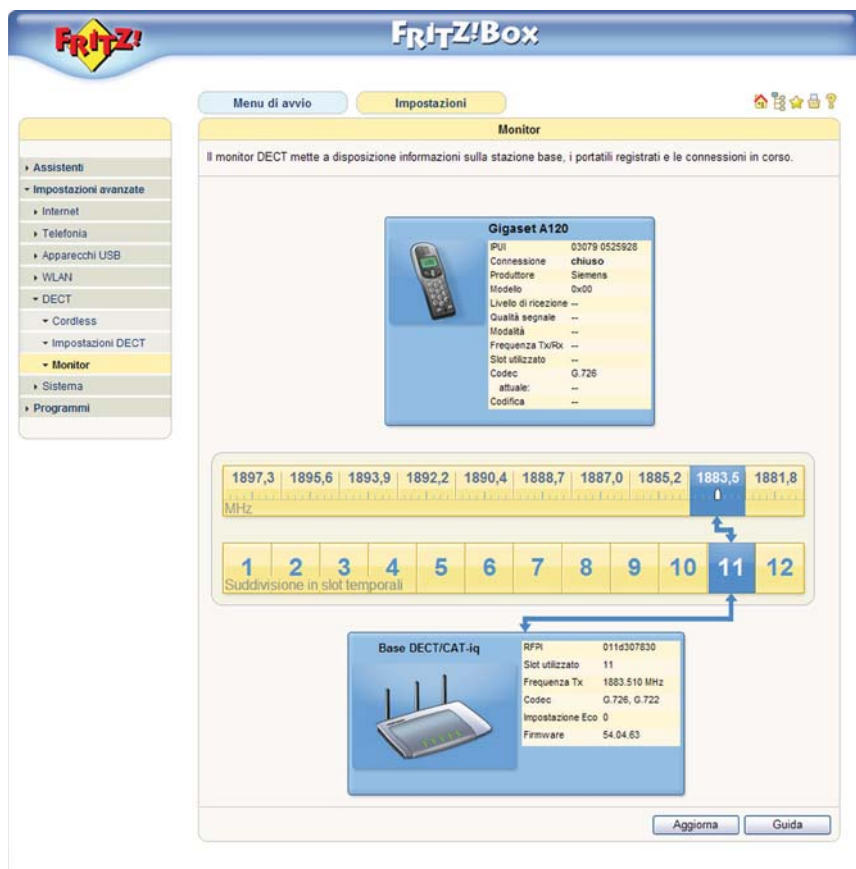 FRITZ!
FRITZ!Box
Menu di avvio
Impostazioni
Assistenti
Impostazioni avanzate
Internet
Telefonia
Apparecchi USB
WLAN
DECT
Cordless
Impostazioni DECT
Monitor
Sistema
Programmi
Monitor
Il monitor DECT mette a disposizione informazioni sulla stazione base, i portatili registrati e le connessioni in corso.
Gigaset A120
IPUI 03079 0525928
Connessione chiuso
Produttore Siemens
Modello 0x00
Livello di ricezione --
Qualità segnale --
Modalità --
Frequenza Tx/Rx --
Slot utilizzato --
Codec G.726
attuale: --
Codifica --
1897,3 1895,6 1893,9 1892,2 1890,4 1888,7 1887,0 1885,2 1883,5 1881,8
MHz
1 2 3 4 5 6 7 8 9 10 11 12
Suddivisione in slot temporali
Base DECT/CAT-iq
RFPI 011d307830
Slot utilizzato 11
Frequenza Tx 1883.510 MHz
Codec G.726, G.722
Impostazione Eco 0
Firmware 54.04.63
Aggiorna Guida